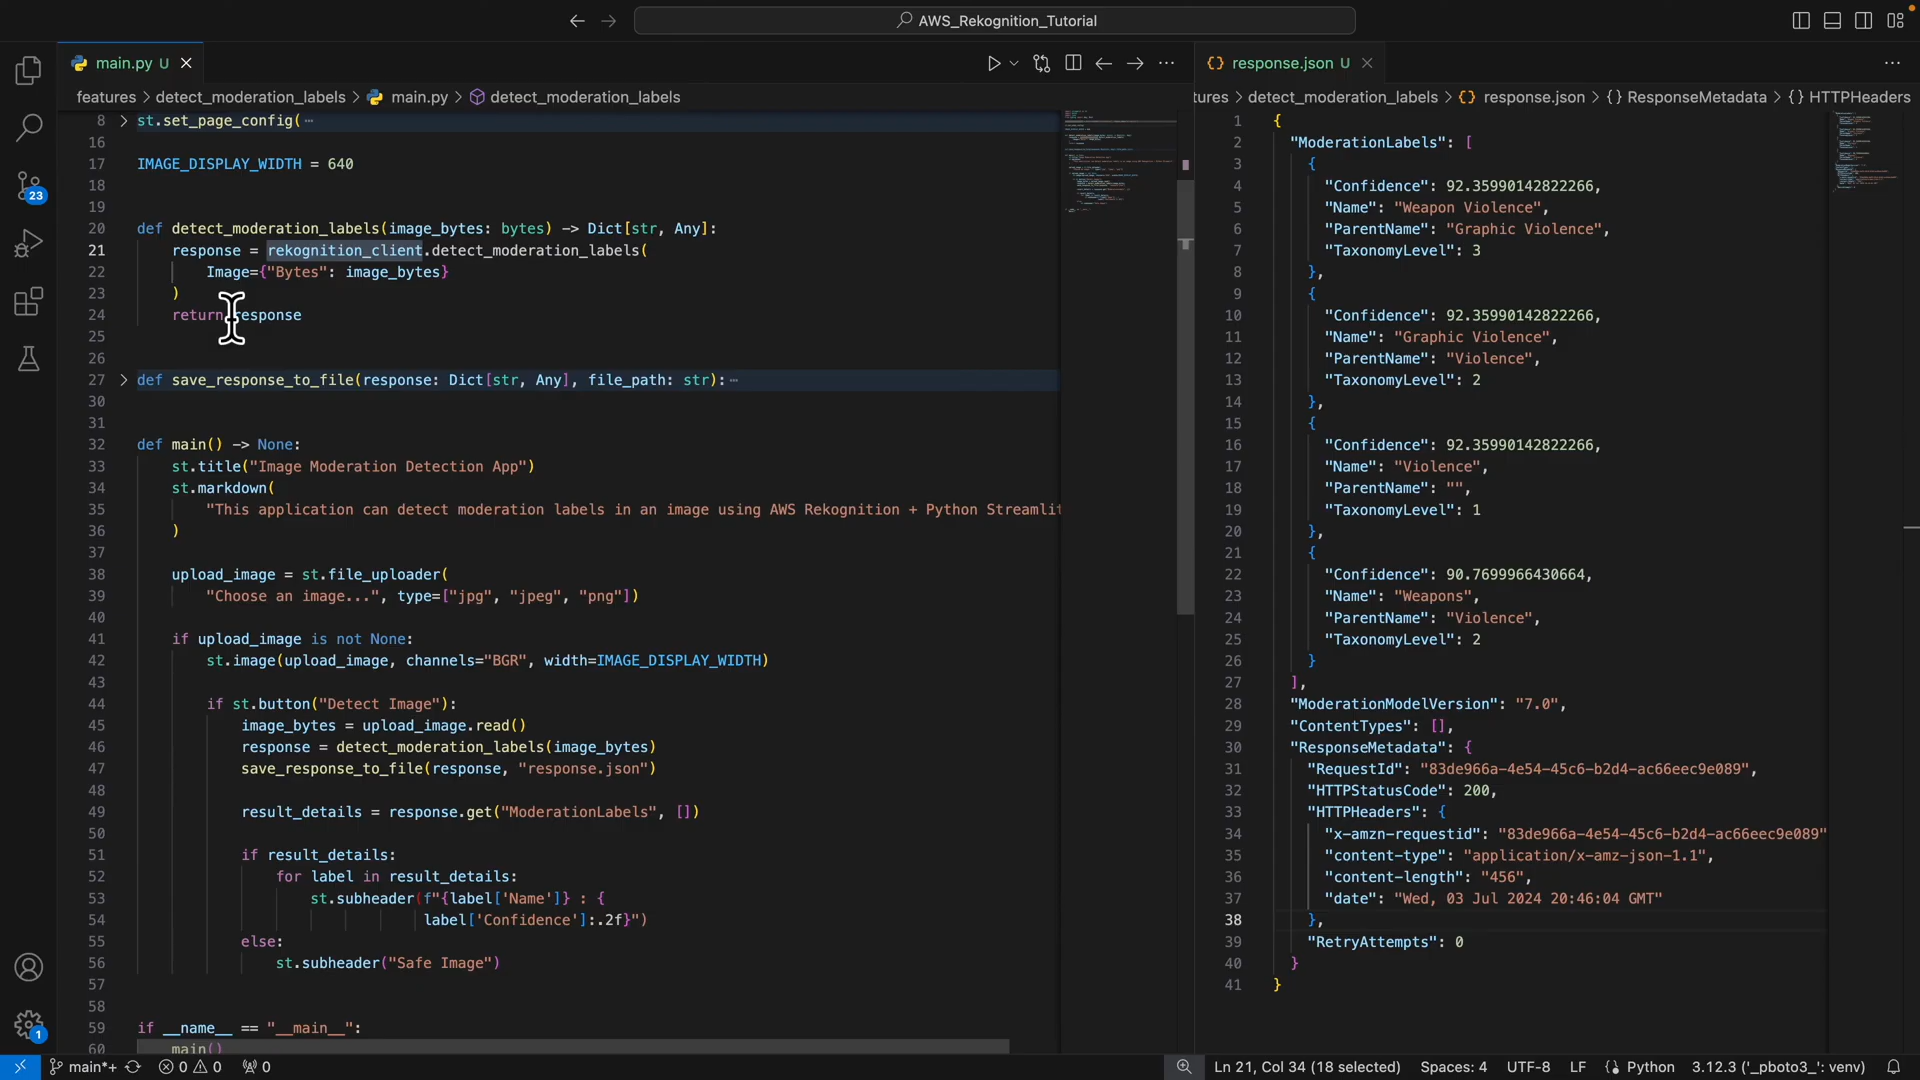 AWS_Rekognition_Tutorial
main.py U
response.json U
features > detect_moderation_labels > main.py > detect_moderation_labels
tures > detect_moderation_labels > {} response.json > {} ResponseMetadata > {} HTTPHeaders
8 st.set_page_config(
16
17 IMAGE_DISPLAY_WIDTH = 640
18
19
20 def detect_moderation_labels(image_bytes: bytes) -> Dict[str, Any]:
21 response = rekognition_client.detect_moderation_labels(
22 Image={"Bytes": image_bytes}
23 )
24 return response
25
26
27 def save_response_to_file(response: Dict[str, Any], file_path: str):
30
31
32 def main() -> None:
33 st.title("Image Moderation Detection App")
34 st.markdown(
35 "This application can detect moderation labels in an image using AWS Rekognition + Python Streamlit
36 )
37
38 upload_image = st.file_uploader(
39 "Choose an image...", type=["jpg", "jpeg", "png"])
40
41 if upload_image is not None:
42 st.image(upload_image, channels="BGR", width=IMAGE_DISPLAY_WIDTH)
43
44 if st.button("Detect Image"):
45 image_bytes = upload_image.read()
46 response = detect_moderation_labels(image_bytes)
47 save_response_to_file(response, "response.json")
48
49 result_details = response.get("ModerationLabels", [])
50
51 if result_details:
52 for label in result_details:
53 st.subheader(f"{label['Name']} : {
54 label['Confidence']:.2f}")
55 else:
56 st.subheader("Safe Image")
57
58
59 if __name__ == "__main__":
60 main()
1 {
2 "ModerationLabels": [
3 {
4 "Confidence": 92.35990142822266,
5 "Name": "Weapon Violence",
6 "ParentName": "Graphic Violence",
7 "TaxonomyLevel": 3
8 },
9 {
10 "Confidence": 92.35990142822266,
11 "Name": "Graphic Violence",
12 "ParentName": "Violence",
13 "TaxonomyLevel": 2
14 },
15 {
16 "Confidence": 92.35990142822266,
17 "Name": "Violence",
18 "ParentName": "",
19 "TaxonomyLevel": 1
20 },
21 {
22 "Confidence": 90.7699966430664,
23 "Name": "Weapons",
24 "ParentName": "Violence",
25 "TaxonomyLevel": 2
26 }
27 ],
28 "ModerationModelVersion": "7.0",
29 "ContentTypes": [],
30 "ResponseMetadata": {
31 "RequestId": "83de966a-4e54-45c6-b2d4-ac66eec9e089",
32 "HTTPStatusCode": 200,
33 "HTTPHeaders": {
34 "x-amzn-requestid": "83de966a-4e54-45c6-b2d4-ac66eec9e089"
35 "content-type": "application/x-amz-json-1.1",
36 "content-length": "456",
37 "date": "Wed, 03 Jul 2024 20:46:04 GMT"
38 },
39 "RetryAttempts": 0
40 }
41 }
23
1
main*+ 0 0 0 Ln 21, Col 34 (18 selected) Spaces: 4 UTF-8 LF Python 3.12.3 ('_pboto3_': venv)